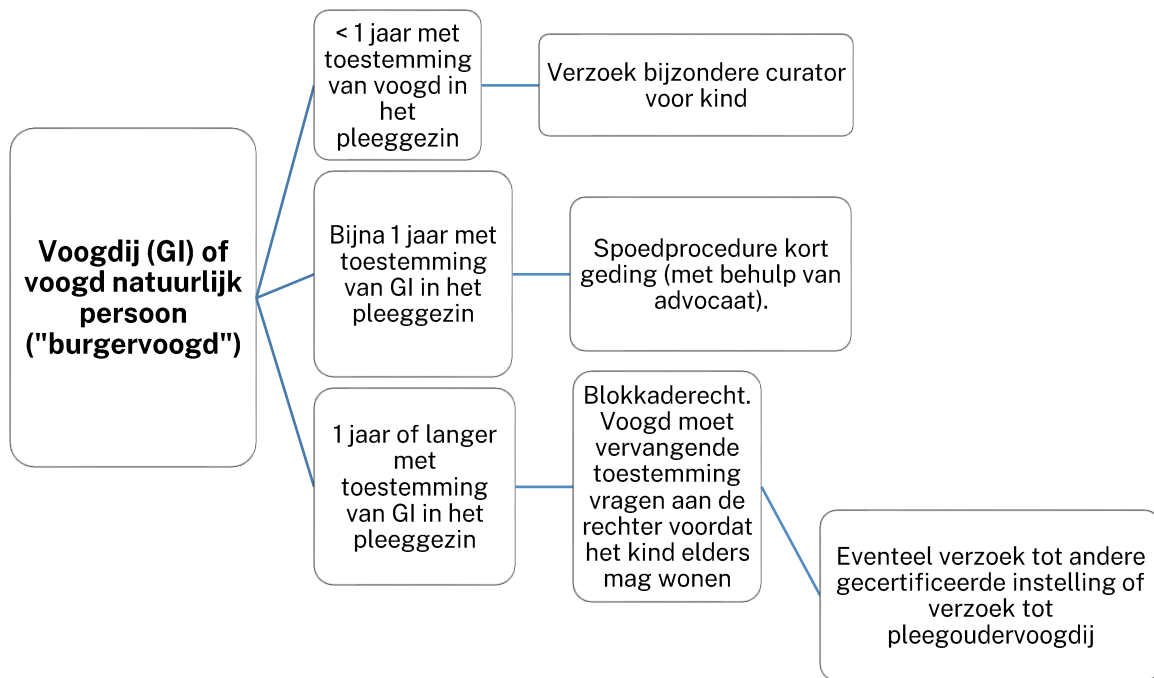 Voogdij (GI) of
voogd natuurlijk
persoon
("burgervoogd")
< 1 jaar met
toestemming
van voogd in
het
pleeggezin
Verzoek bijzondere curator
voor kind
Bijna 1 jaar met
toestemming
van GI in het
pleeggezin
Spoedprocedure kort
geding (met behulp van
advocaat).
1 jaar of langer
met
toestemming
van GI in het
pleeggezin
Blokkaderecht.
Voogd moet
vervangende
toestemming
vragen aan de
rechter voordat
het kind elders
mag wonen
Eventeel verzoek tot andere
gecertificeerde instelling of
verzoek tot
pleegoudervoogdij